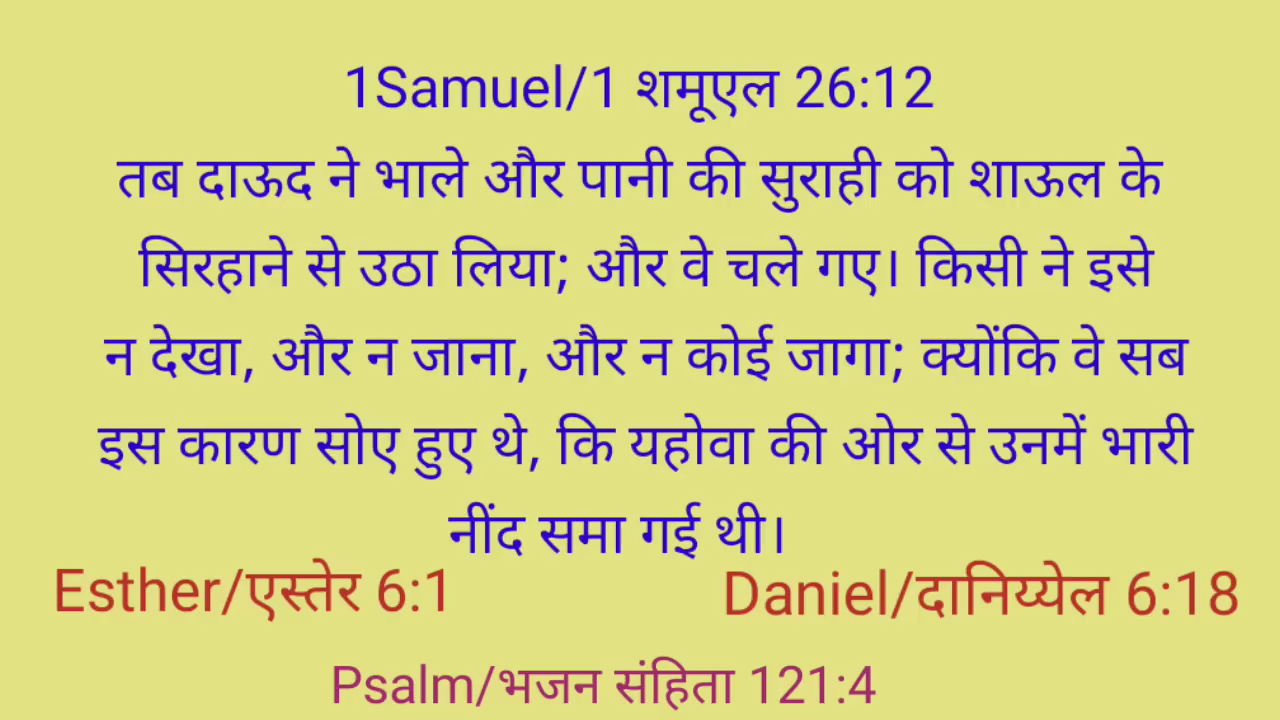 1Samuel/1 शमूएल 26:12
तब दाऊद ने भाले और पानी की सुराही को शाऊल के
सिरहाने से उठा लिया; और वे चले गए। किसी ने इसे
न देखा, और न जाना, और न कोई जागा; क्योंकि वे सब
इस कारण सोए हुए थे, कि यहोवा की ओर से उनमें भारी
नींद समा गई थी।
Esther/एस्तेर 6:1
Daniel/दानिय्येल 6:18
Psalm/भजन संहिता 121:4